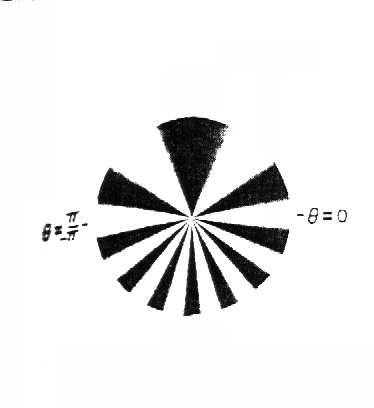 θ = π
-π
-θ = 0